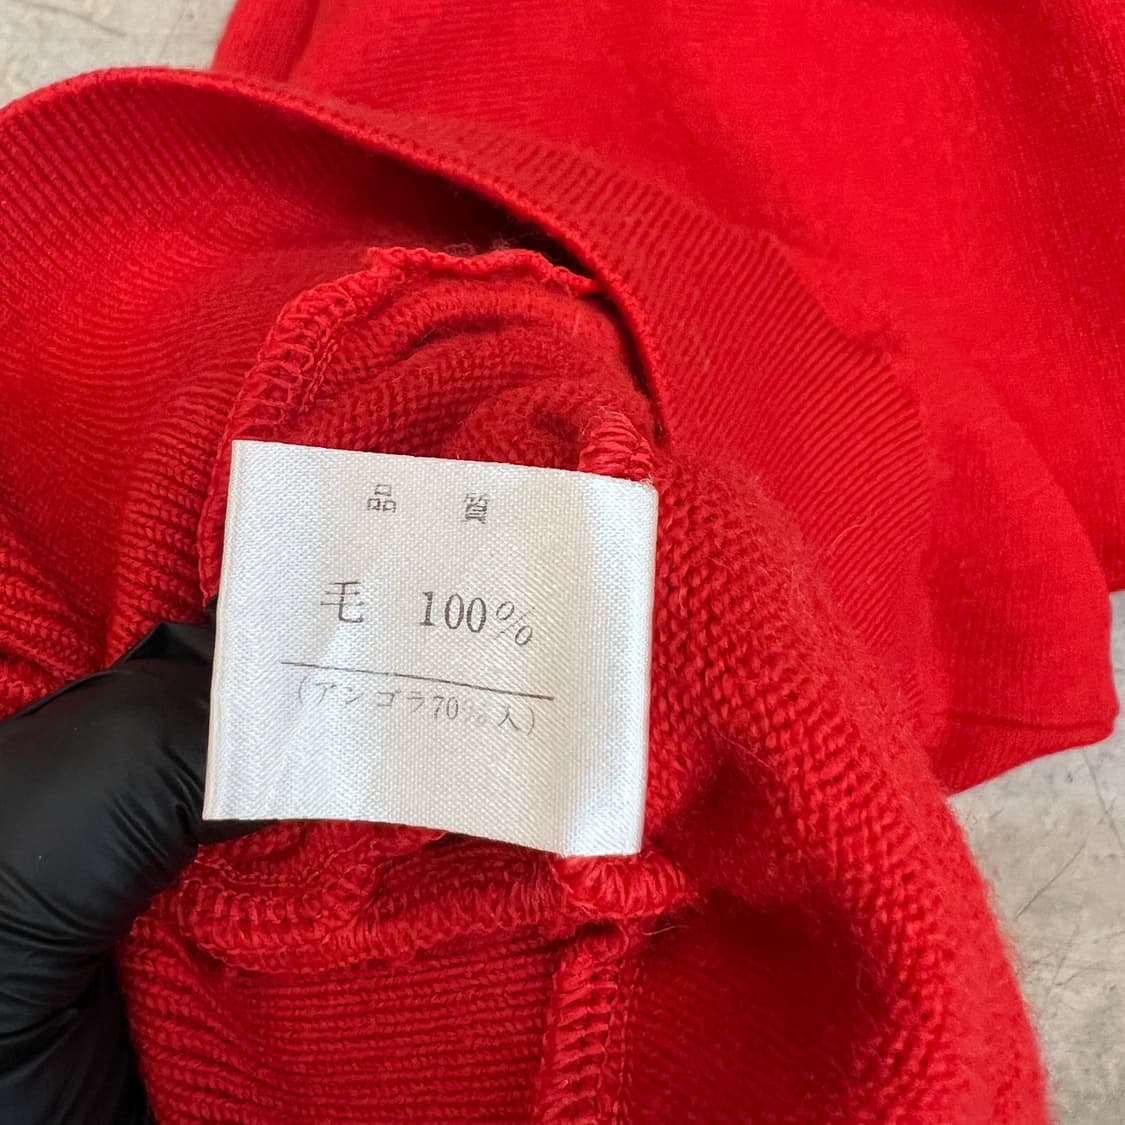 品 質
毛 100%
(アンゴラ70%入)